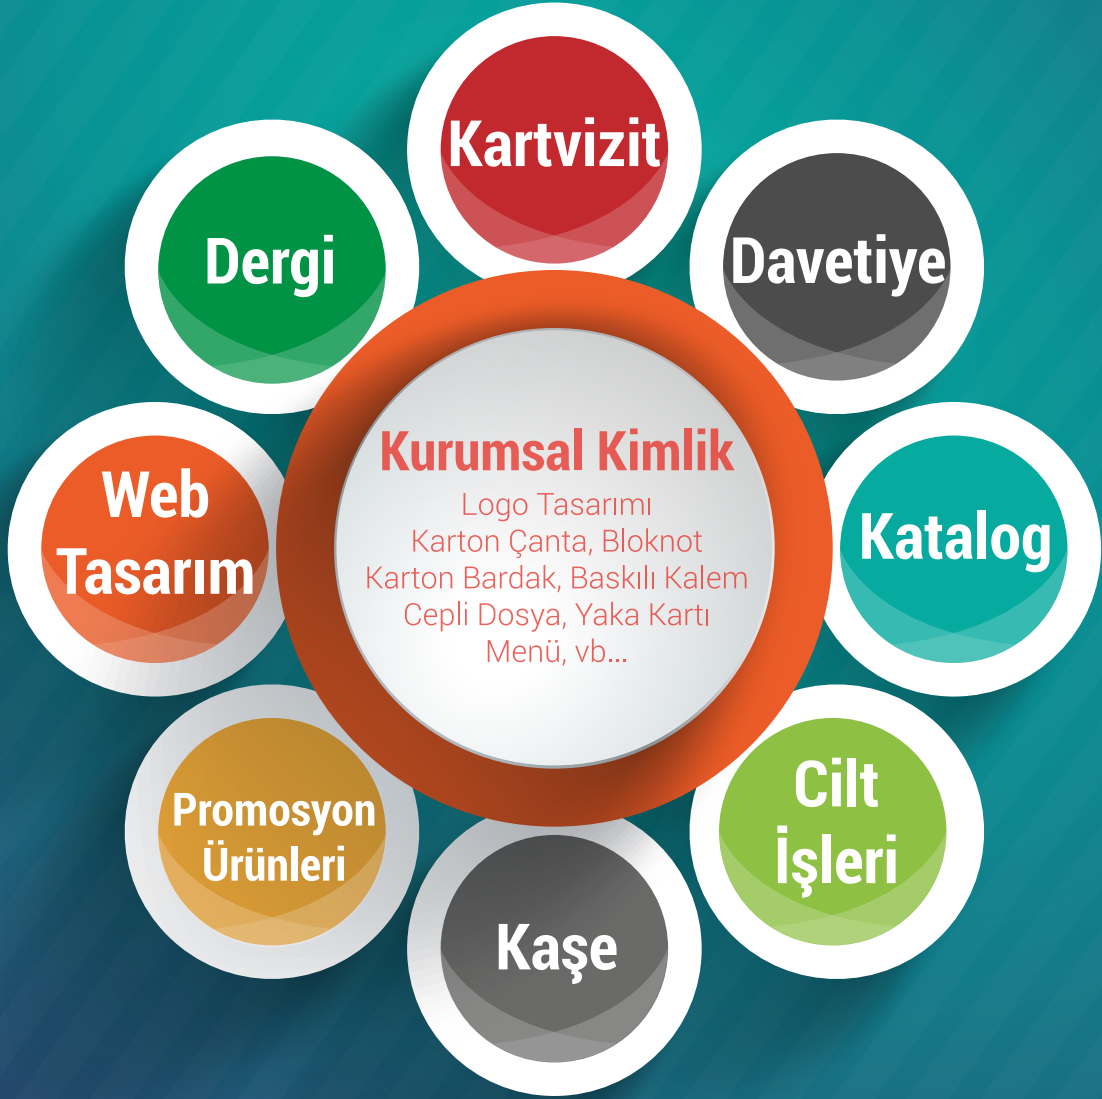 Kartvizit
Dergi
Davetiye
Kurumsal Kimlik
Logo Tasarımı
Karton Çanta, Bloknot
Karton Bardak, Baskılı Kalem
Cepli Dosya, Yaka Kartı
Menü, vb...
Web
Tasarım
Katalog
Promosyon
Ürünleri
Cilt
İşleri
Kaşe